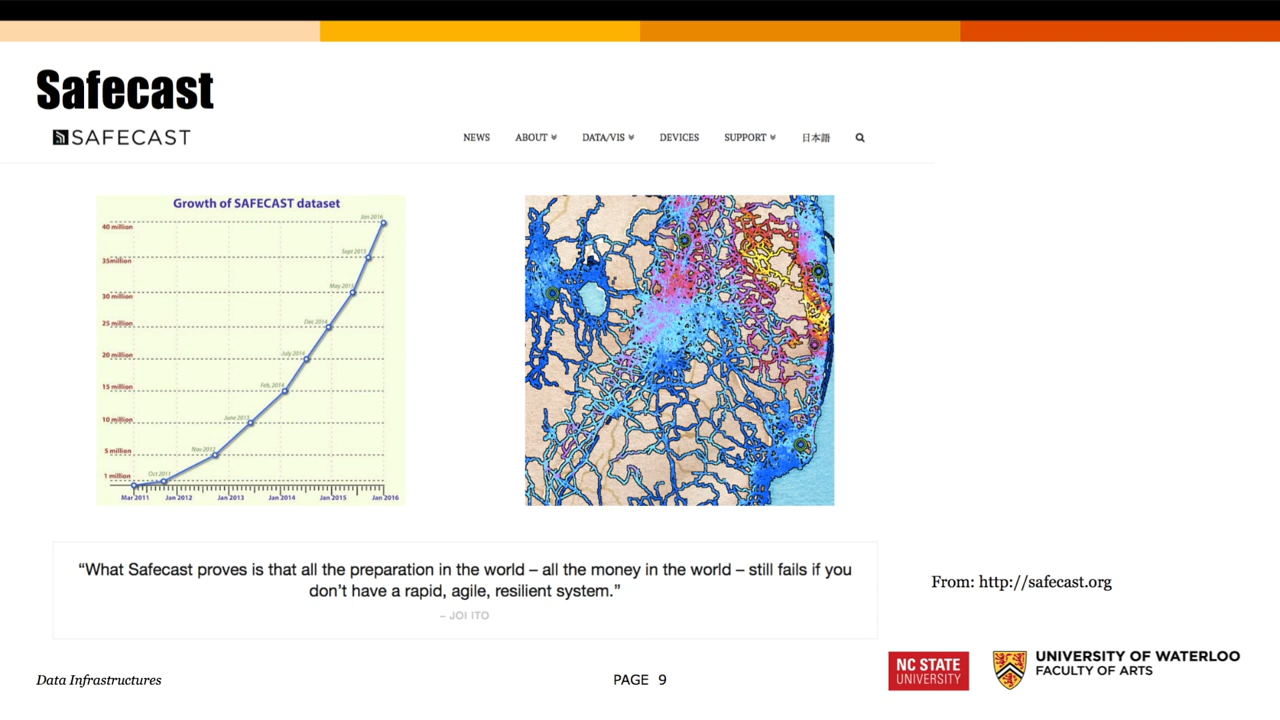 Safecast
SAFECAST
NEWS ABOUT DATA/VIS DEVICES SUPPORT 日本語
Growth of SAFECAST dataset
40 million
35million
30 million
25 million
20 million
15 million
10 million
5 million
1 million
Jan 2016
Sept 2015
May 2015
Dec 2014
July 2014
Feb, 2014
June 2013
Nov 2012
Oct 2011
Mar 2011 Jan 2012 Jan 2013 Jan 2014 Jan 2015 Jan 2016
“What Safecast proves is that all the preparation in the world – all the money in the world – still fails if you
don’t have a rapid, agile, resilient system.”
– JOI ITO
From: http://safecast.org
Data Infrastructures
PAGE 9
NC STATE
UNIVERSITY
UNIVERSITY OF WATERLOO
FACULTY OF ARTS